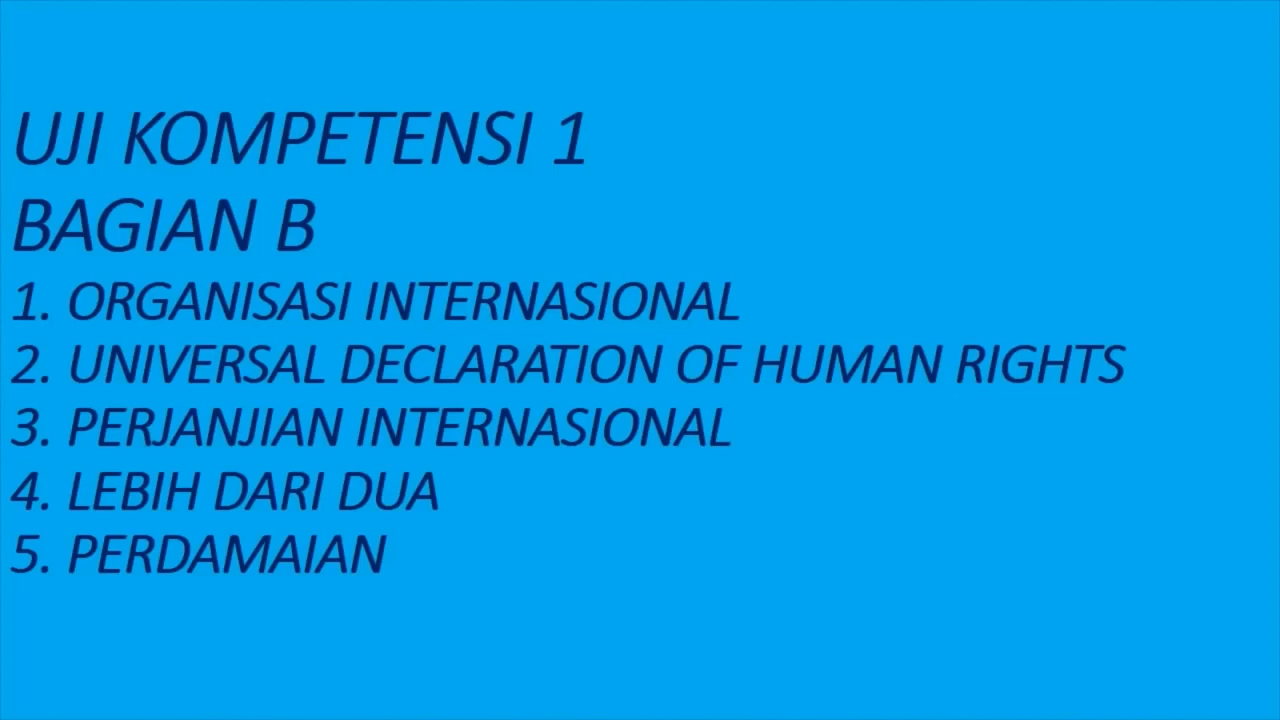 UJI KOMPETENSI 1
BAGIAN B
1. ORGANISASI INTERNASIONAL
2. UNIVERSAL DECLARATION OF HUMAN RIGHTS
3. PERJANJIAN INTERNASIONAL
4. LEBIH DARI DUA
5. PERDAMAIAN